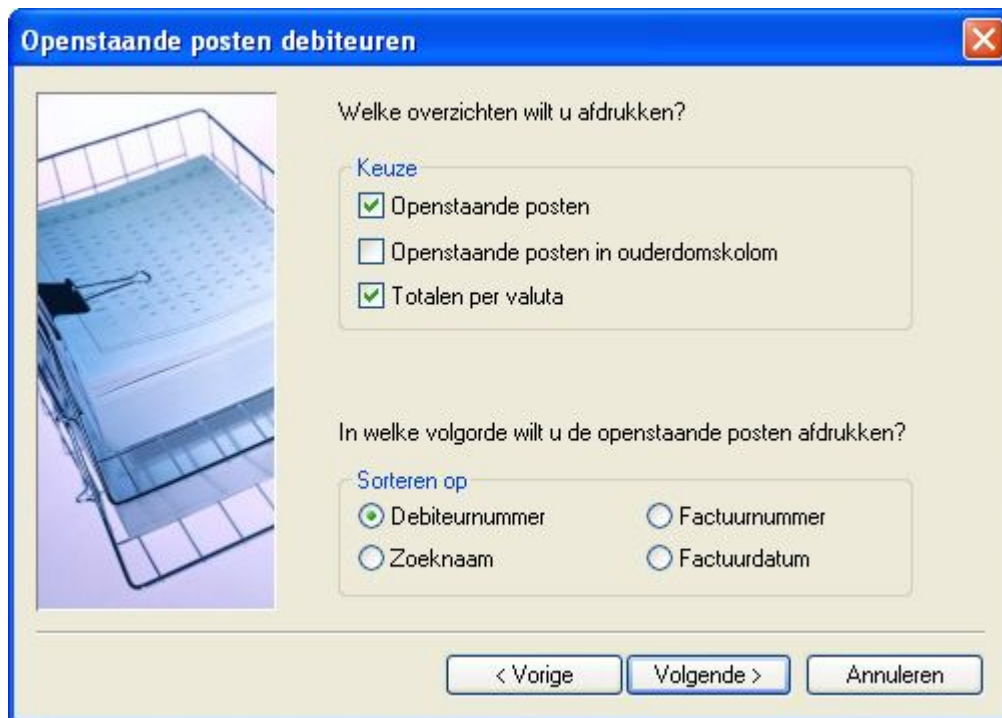 Openstaande posten debiteuren
Welke overzichten wilt u afdrukken?
Keuze
Openstaande posten
Openstaande posten in ouderdomskolom
Totalen per valuta
In welke volgorde wilt u de openstaande posten afdrukken?
Sorteren op
Debiteurnummer
Factuurnummer
Zoeknaam
Factuurdatum
< Vorige
Volgende >
Annuleren